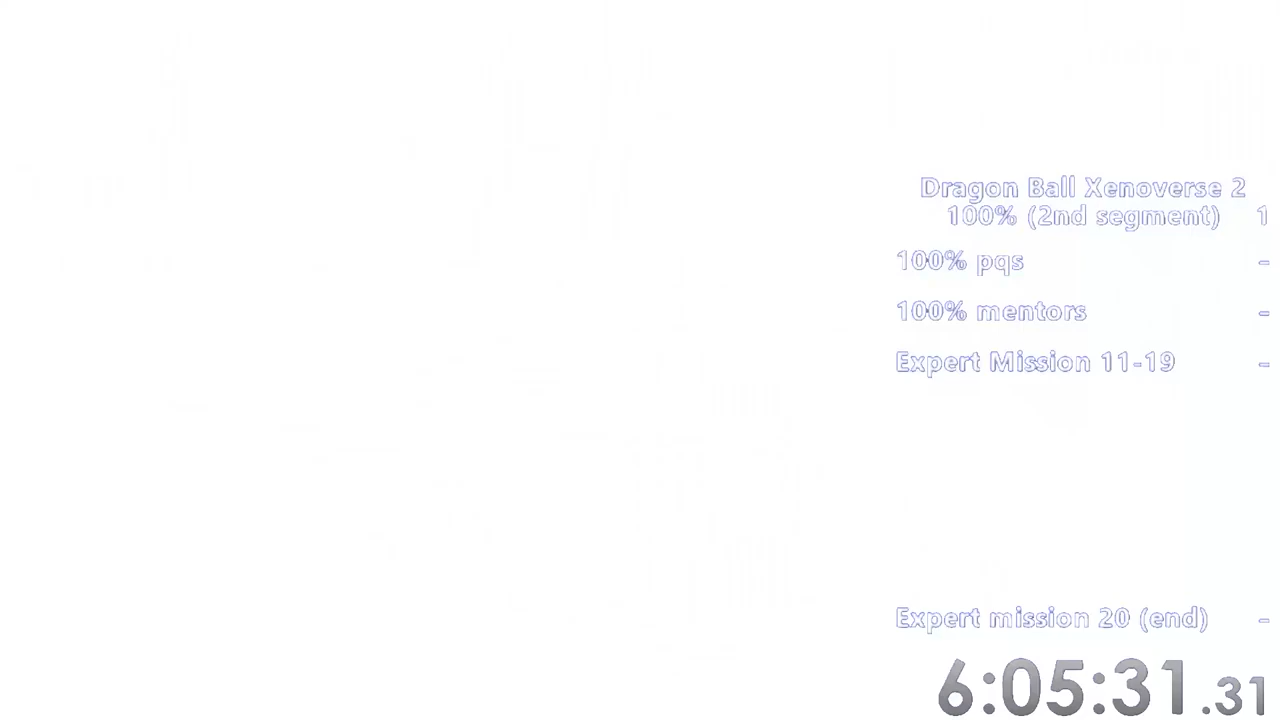 Dragon Ball Xenoverse 2
100% (2nd segment) 1
100% pqs -
100% mentors -
Expert Mission 11-19 -
Expert mission 20 (end) -
6:05:31.31